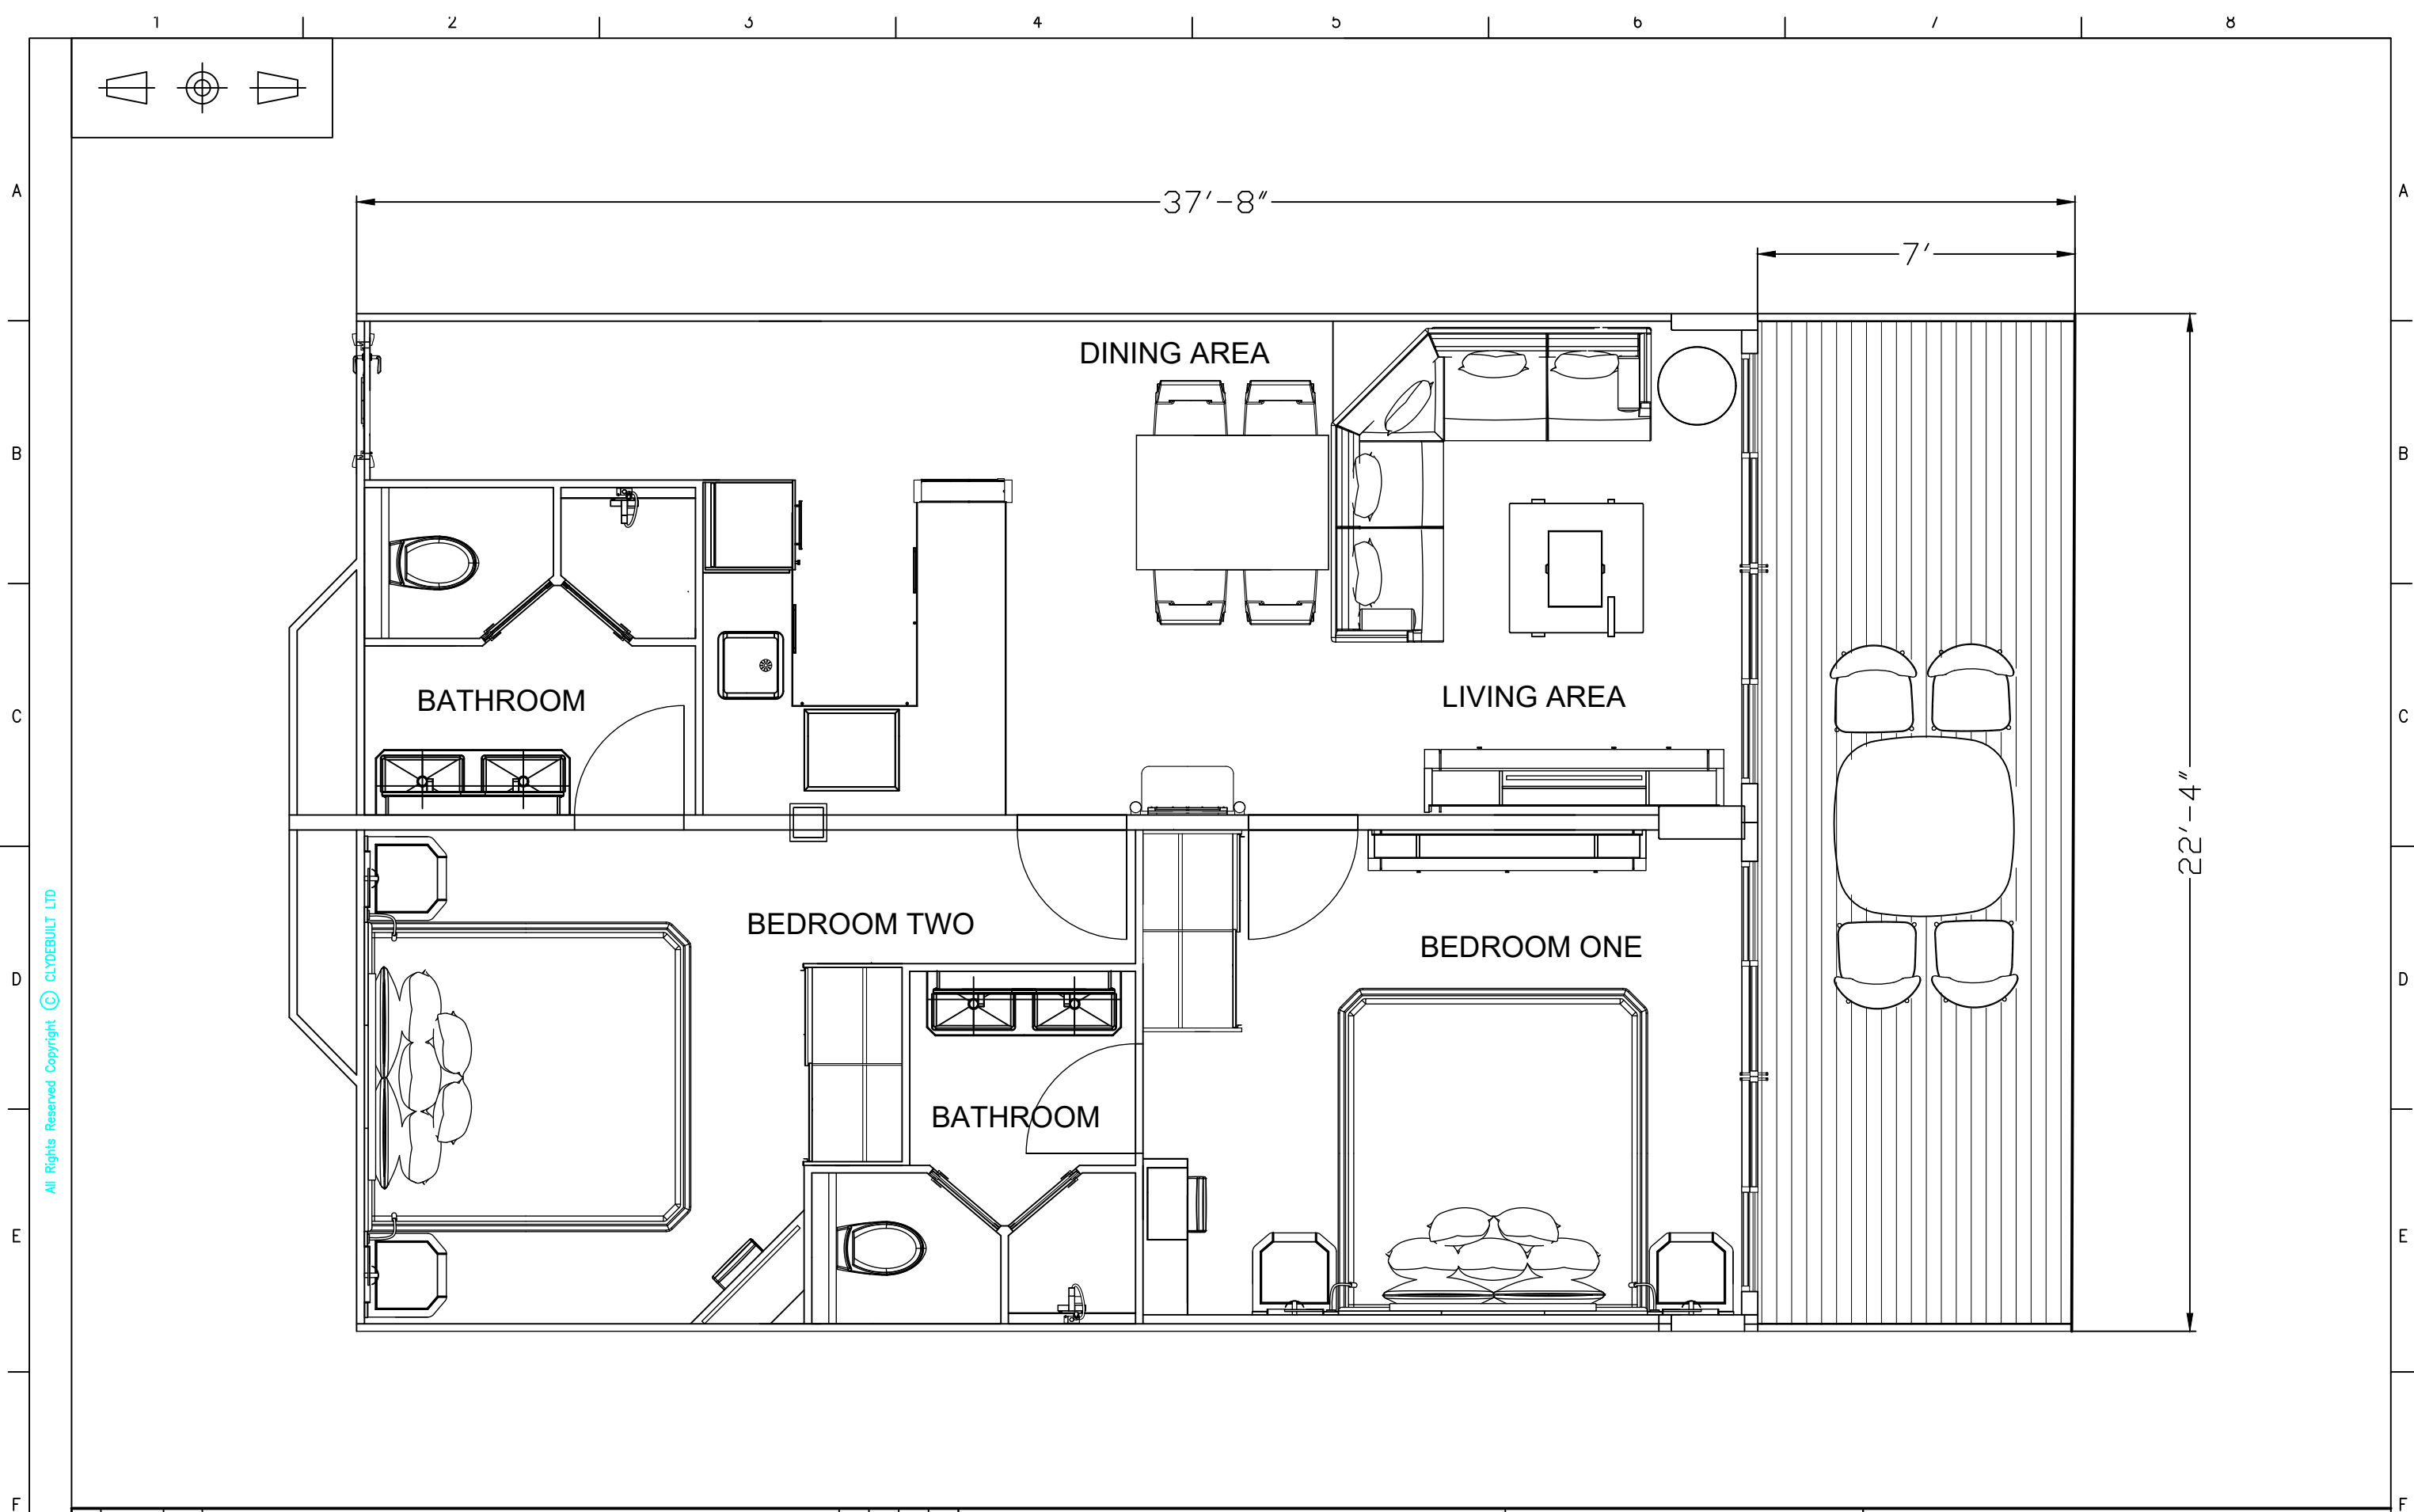 1 2 3 4 5 6 7 8
A A
37'-8"
7'
DINING AREA
B B
BATHROOM
LIVING AREA
C C
22'-4"
BEDROOM TWO
BEDROOM ONE
D D
BATHROOM
All Rights Reserved Copyright © CLYDEBUILT LTD
E E
F F